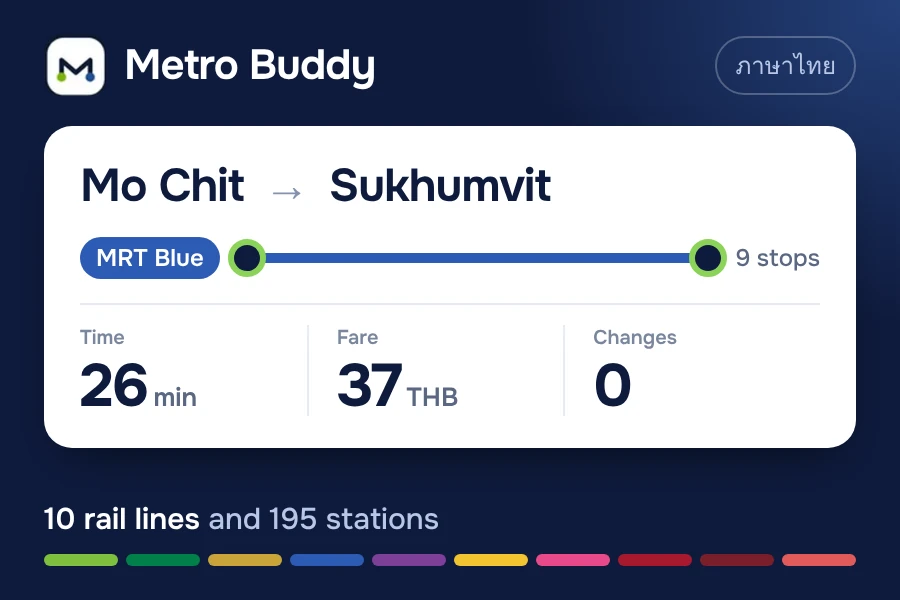 Metro Buddy
ภาษาไทย
Mo Chit → Sukhumvit
MRT Blue
9 stops
Time
26 min
Fare
37 THB
Changes
0
10 rail lines and 195 stations